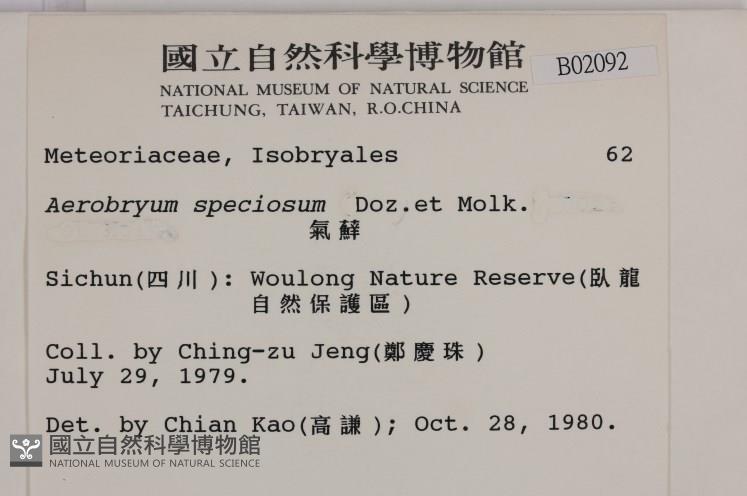 國立自然科學博物館
B02092
NATIONAL MUSEUM OF NATURAL SCIENCE
TAICHUNG, TAIWAN, R.O.CHINA
Meteoriaceae, Isobryales 62
Aerobryum speciosum Doz.et Molk.
氣蘚
Sichun(四川): Woulong Nature Reserve(臥龍
自然保護區)
Coll. by Ching-zu Jeng(鄭慶珠)
July 29, 1979.
Det. by Chian Kao(高謙); Oct. 28, 1980.
國立自然科學博物館
NATIONAL MUSEUM OF NATURAL SCIENCE